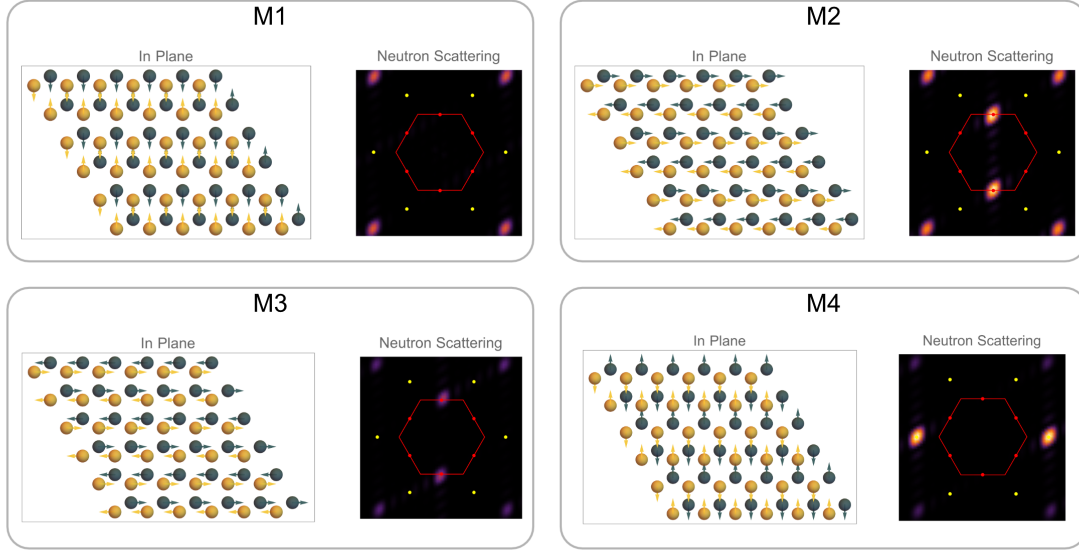 M1
In Plane
Neutron Scattering
M2
In Plane
Neutron Scattering
M3
In Plane
Neutron Scattering
M4
In Plane
Neutron Scattering